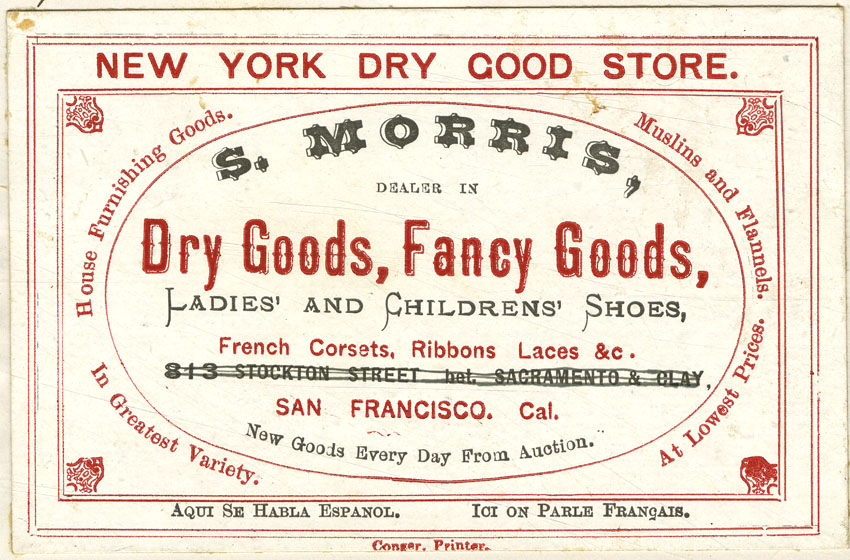 NEW YORK DRY GOOD STORE.
House Furnishing Goods.
Muslins and Flannels.
S. MORRIS,
DEALER IN
Dry Goods, Fancy Goods,
LADIES' AND CHILDRENS' SHOES,
French Corsets, Ribbons Laces &c.
813 STOCKTON STREET bet. SACRAMENTO & CLAY,
SAN FRANCISCO. Cal.
New Goods Every Day From Auction.
In Greatest Variety.
At Lowest Prices.
AQUI SE HABLA ESPANOL. ICI ON PARLE FRANçAIS.
Conger, Printer.